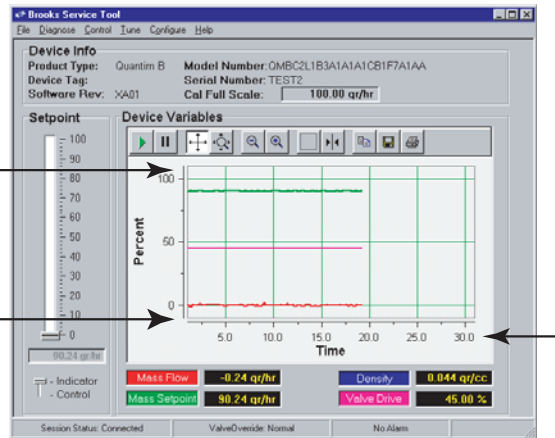 Brooks Service Tool
File Diagnose Control Tune Configure Help
Device Info
Product Type: Quantim B Model Number: QMBC2L1B3A1A1A1CB1F7A1AA
Device Tag: Serial Number: TEST2
Software Rev: XA01 Cal Full Scale: 100.00 gr/hr
Setpoint
100
90
80
70
60
50
40
30
20
10
0
90.24 gr/hr
- Indicator
- Control
Device Variables
Percent
100
50
0
5.0 10.0 15.0 20.0 25.0 30.0
Time
Mass Flow -0.24 gr/hr Density 0.044 gr/cc
Mass Setpoint 90.24 gr/hr Valve Drive 45.00 %
Session Status: Connected ValveOverride: Normal No Alarm